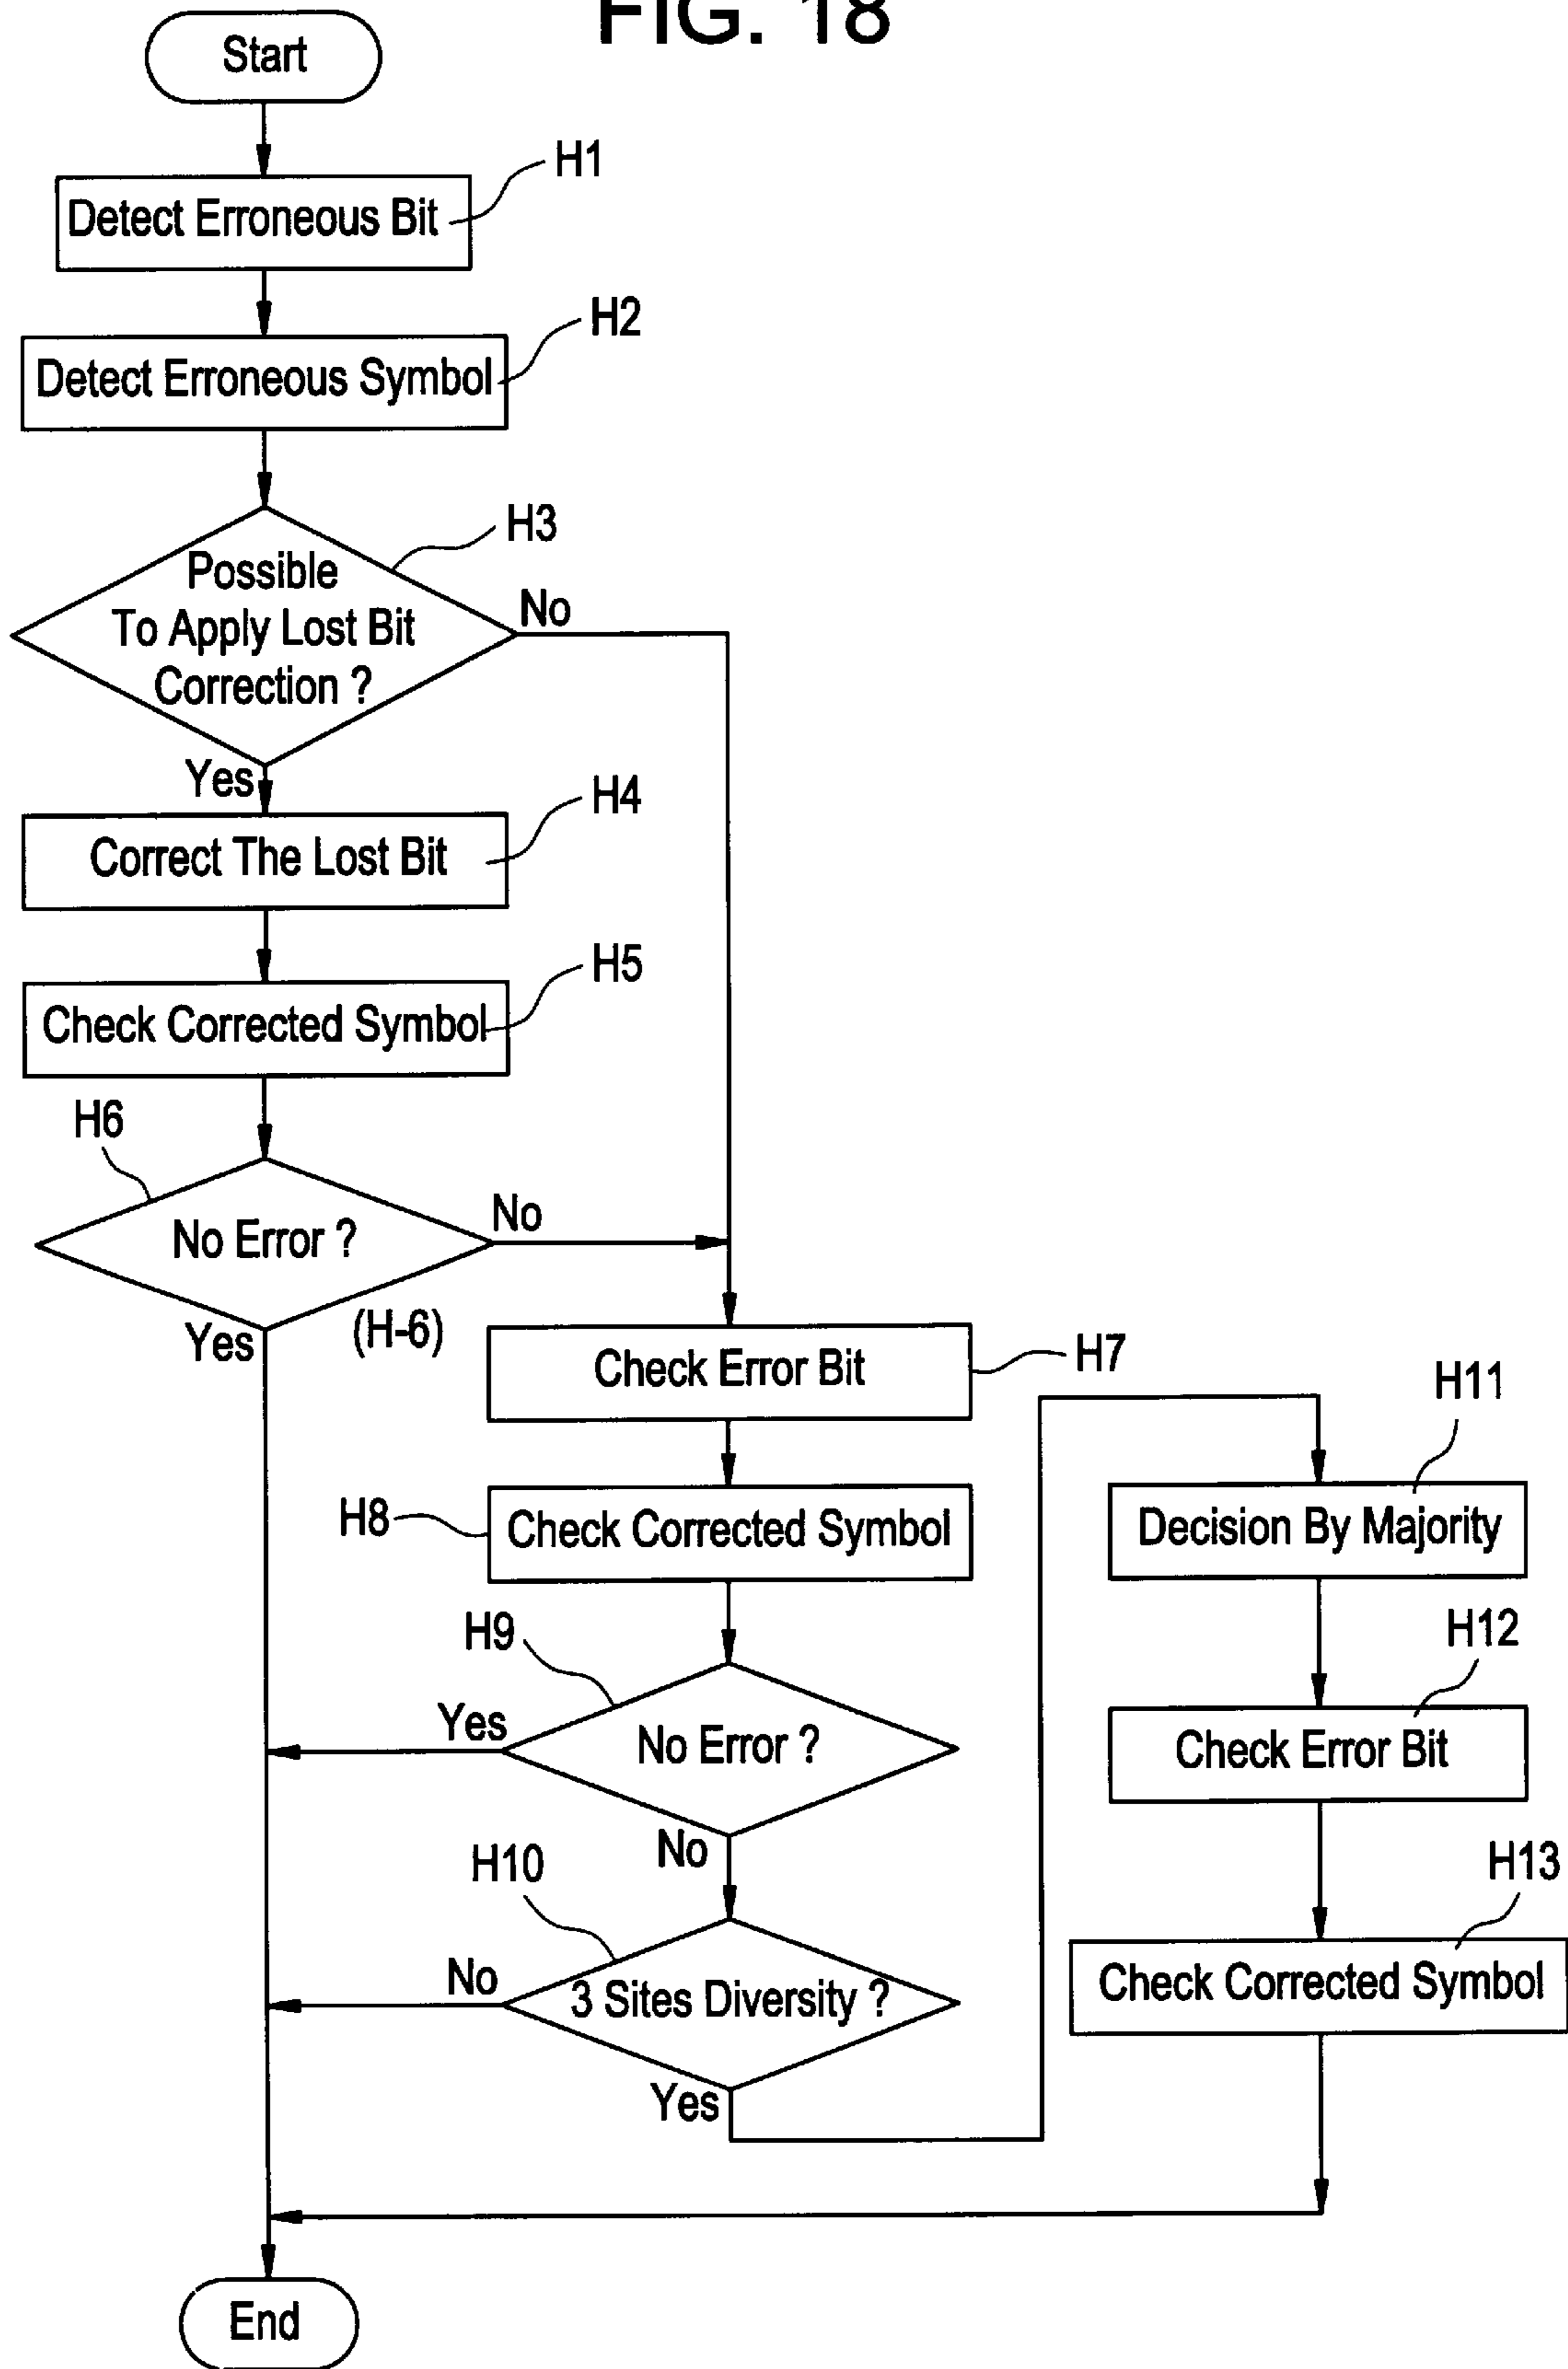 FIG. 18
Start
H1
Detect Erroneous Bit
H2
Detect Erroneous Symbol
H3
Possible
To Apply Lost Bit
Correction ?
No
Yes
H4
Correct The Lost Bit
H5
Check Corrected Symbol
H6
No Error ?
No
Yes
(H-6)
Check Error Bit
H7
H8
Check Corrected Symbol
H9
No Error ?
Yes
No
H10
3 Sites Diversity ?
No
Yes
H11
Decision By Majority
H12
Check Error Bit
H13
Check Corrected Symbol
End